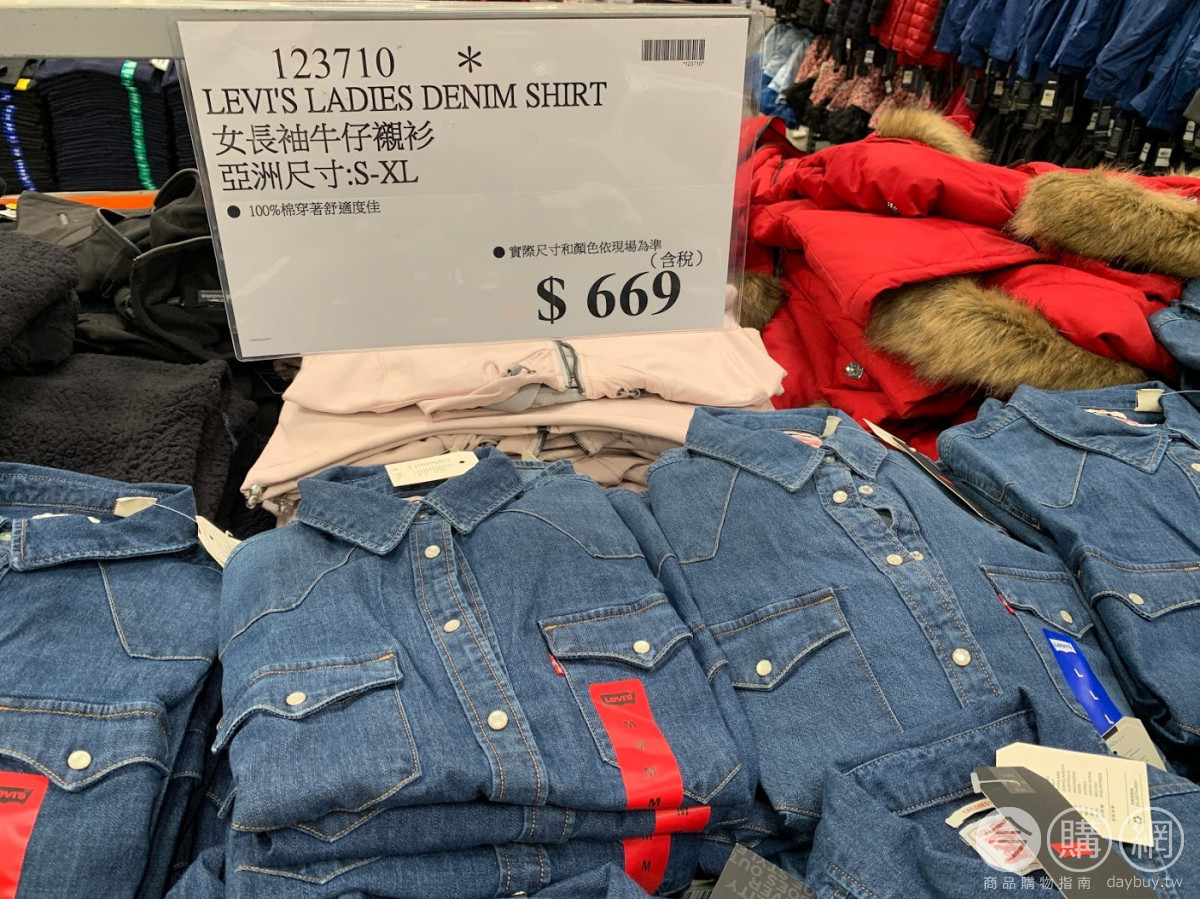 123710 *
*123710*
LEVI'S LADIES DENIM SHIRT
女長袖牛仔襯衫
亞洲尺寸:S-XL
● 100%棉穿著舒適度佳
● 實際尺寸和顏色依現場為準
(含稅)
$ 669
Levi's
M
M
M
M
M
M
Levi's
L
L
L
今購網
商品購物指南 daybuy.tw